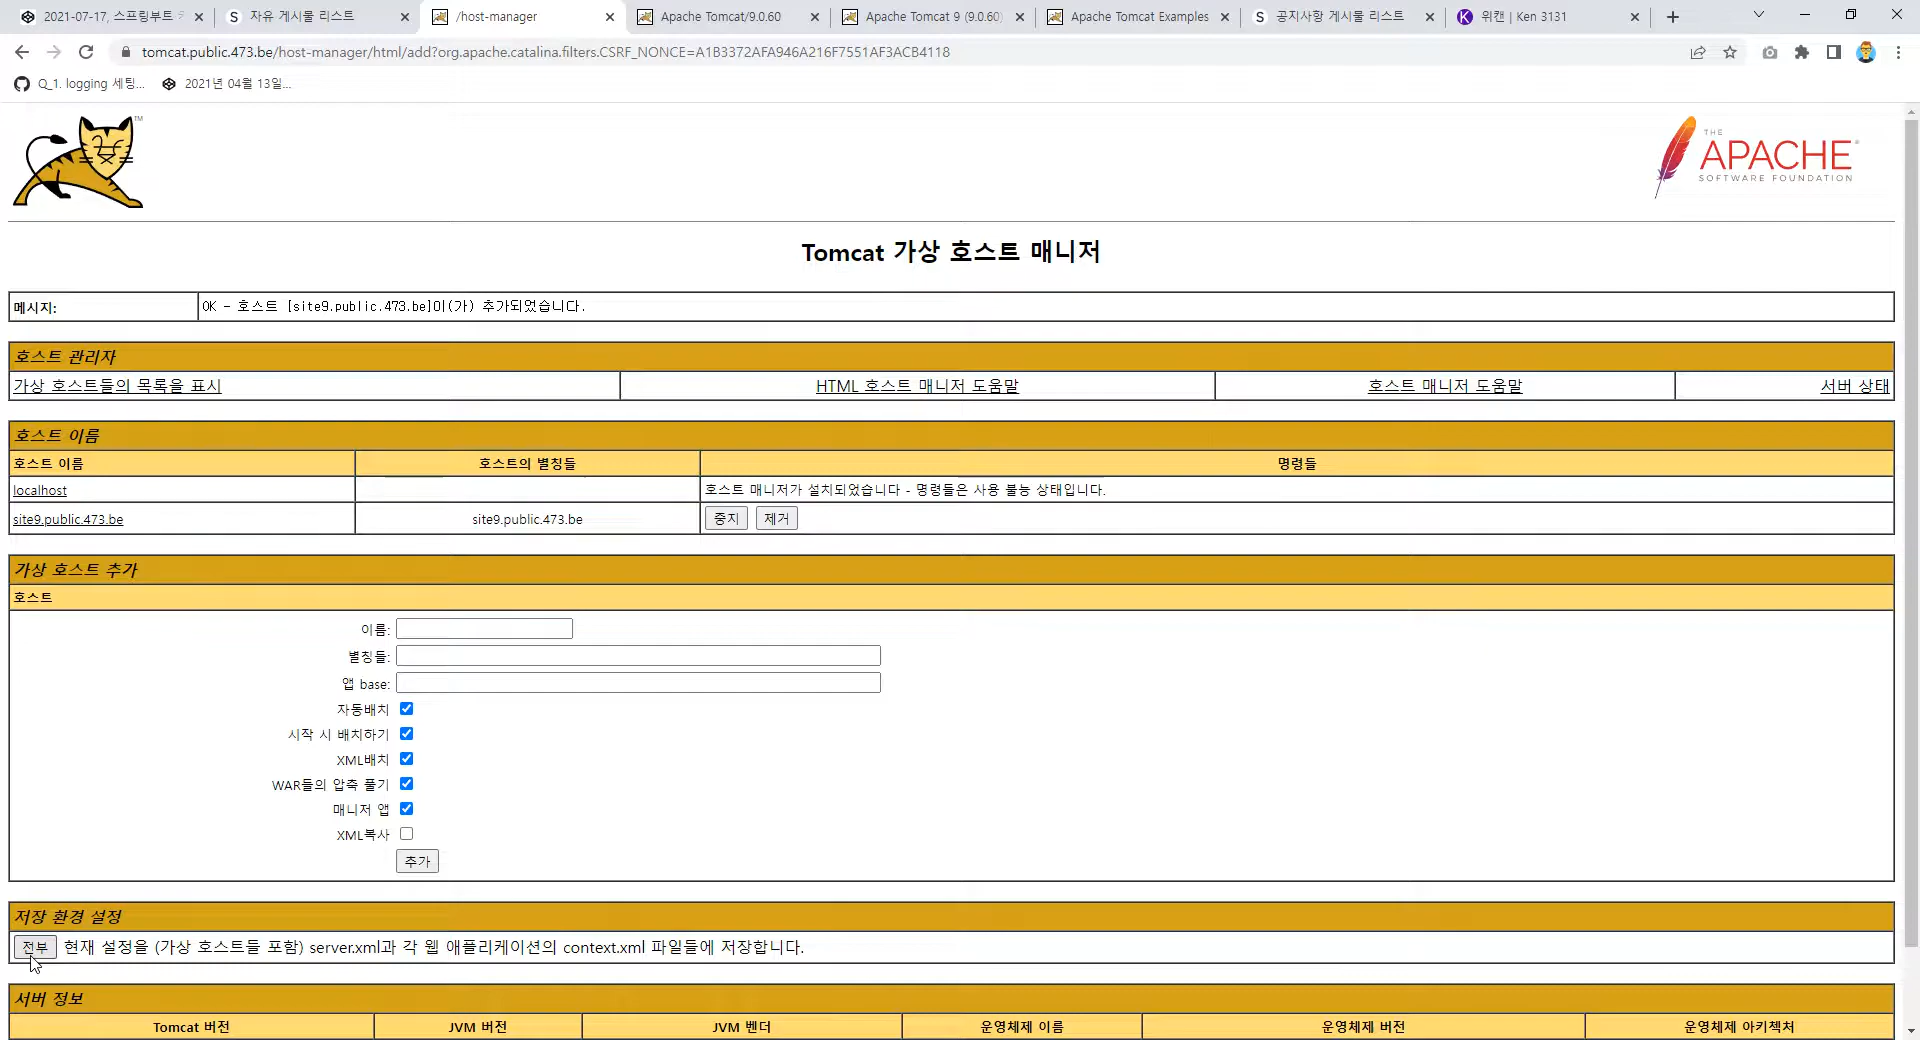 2021-07-17, 스프링부트
자유 게시물 리스트
/host-manager
Apache Tomcat/9.0.60
Apache Tomcat 9 (9.0.60)
Apache Tomcat Examples
공지사항 게시물 리스트
위캔 | Ken 3131
tomcat.public.473.be/host-manager/html/add?org.apache.catalina.filters.CSRF_NONCE=A1B3372AFA946A216F7551AF3ACB4118
Q_1. logging 세팅...
2021년 04월 13일...
TM
THE
APACHE
SOFTWARE FOUNDATION
Tomcat 가상 호스트 매니저
메시지:
OK - 호스트 [site9.public.473.be]이(가) 추가되었습니다.
호스트 관리자
가상 호스트들의 목록을 표시
HTML 호스트 매니저 도움말
호스트 매니저 도움말
서버 상태
호스트 이름
호스트 이름
호스트의 별칭들
명령들
localhost
호스트 매니저가 설치되었습니다 - 명령들은 사용 불능 상태입니다.
site9.public.473.be
site9.public.473.be
중지
제거
가상 호스트 추가
호스트
이름:
별칭들:
앱 base:
자동배치
시작 시 배치하기
XML배치
WAR들의 압축 풀기
매니저 앱
XML복사
추가
저장 환경 설정
전부 현재 설정을 (가상 호스트들 포함) server.xml과 각 웹 애플리케이션의 context.xml 파일들에 저장합니다.
서버 정보
Tomcat 버전
JVM 버전
JVM 벤더
운영체제 이름
운영체제 버전
운영체제 아키텍처